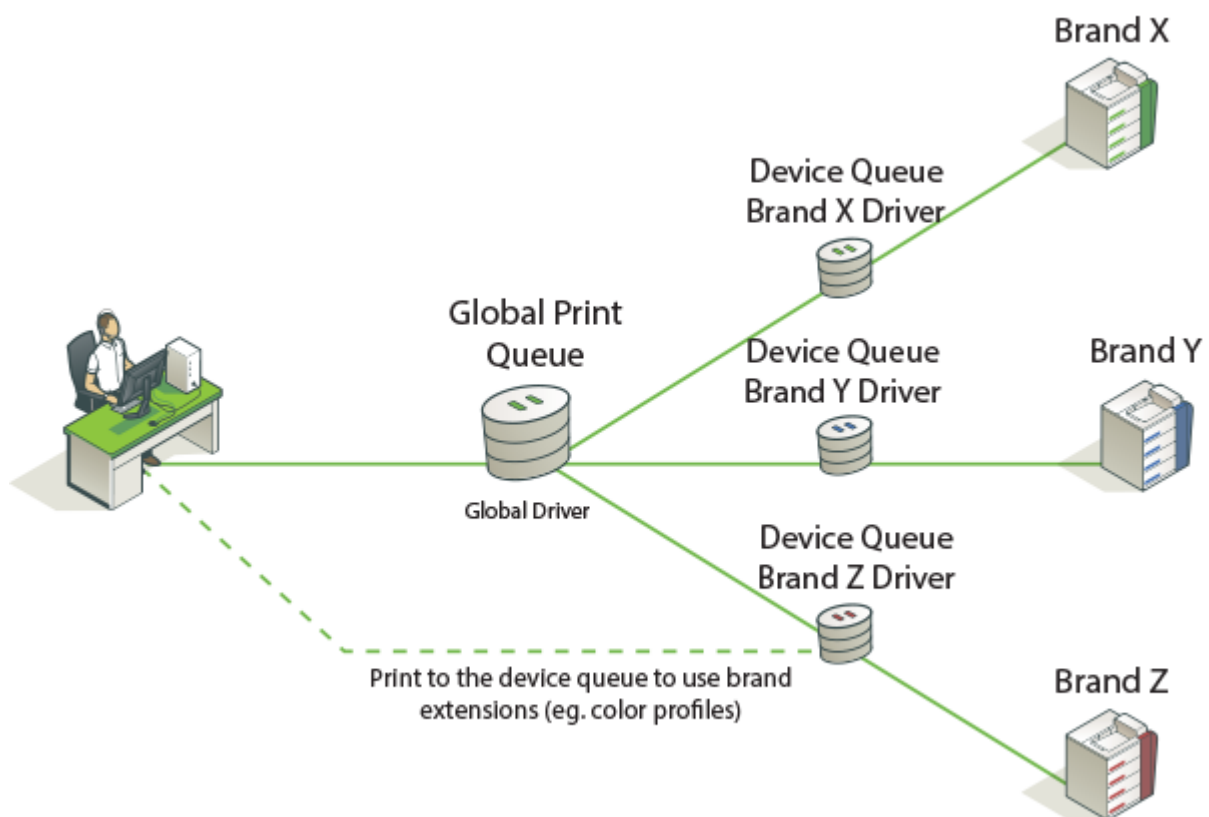 Brand X
Device Queue
Brand X Driver
Global Print
Queue
Global Driver
Device Queue
Brand Y Driver
Brand Y
Device Queue
Brand Z Driver
Print to the device queue to use brand
extensions (eg. color profiles)
Brand Z